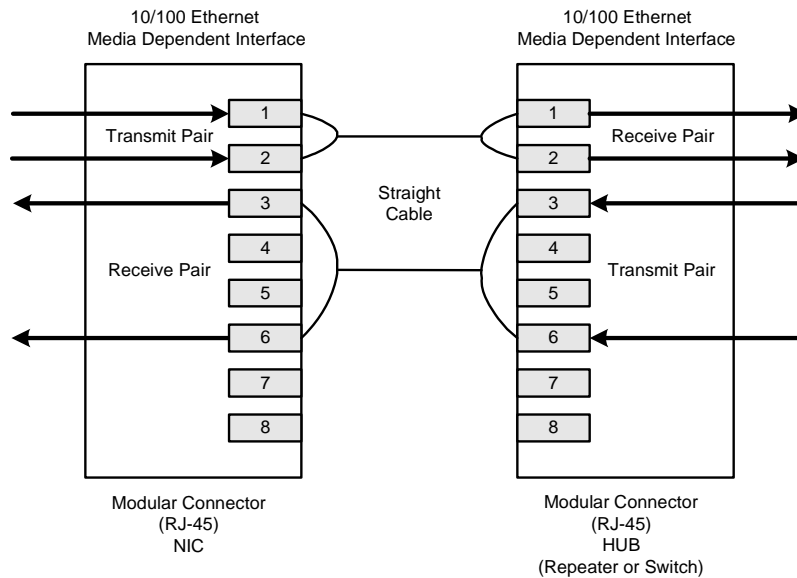 10/100 Ethernet
Media Dependent Interface
10/100 Ethernet
Media Dependent Interface
1
Transmit Pair
2
3
4
Receive Pair
5
6
7
8
Straight
Cable
1
Receive Pair
2
3
4
Transmit Pair
5
6
7
8
Modular Connector
(RJ-45)
NIC
Modular Connector
(RJ-45)
HUB
(Repeater or Switch)